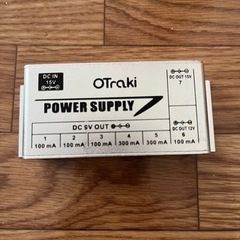 DC IN
15V
OTraki
DC OUT 15V
7
POWER SUPPLY
DC 9V OUT
DC OUT 12V
1 2 3 4 5 6
100 mA 100 mA 100 mA 300 mA 300 mA 100 mA